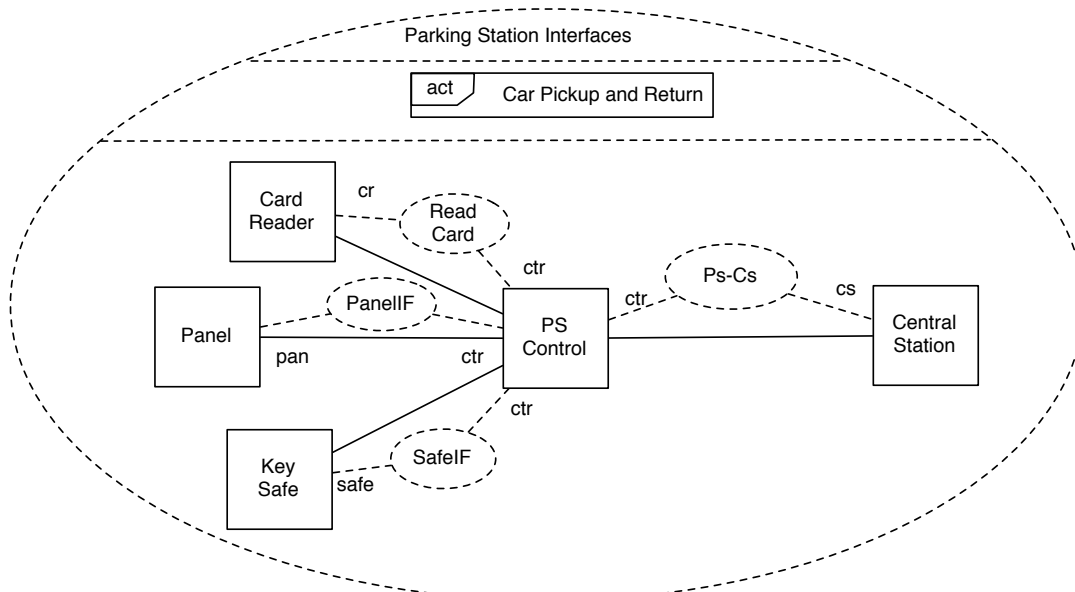 Parking Station Interfaces
act
Car Pickup and Return
Card
Reader
cr
Read
Card
ctr
Panel
pan
PanelIF
ctr
PS
Control
ctr
Ps-Cs
cs
Central
Station
Key
Safe
safe
SafeIF
ctr